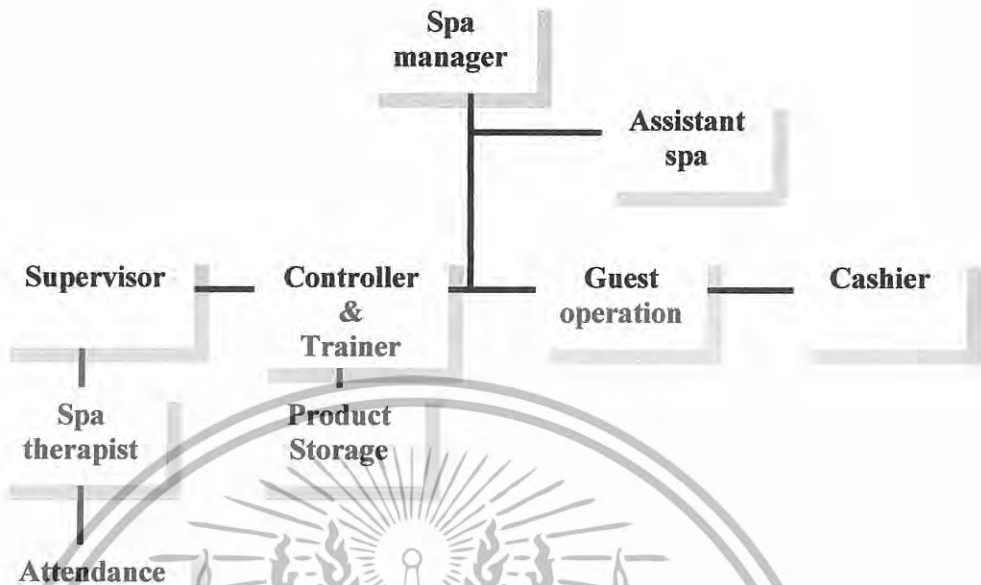 Spa
manager
Assistant
spa
Supervisor
Controller
&
Trainer
Guest
operation
Cashier
Spa
therapist
Product
Storage
Attendance